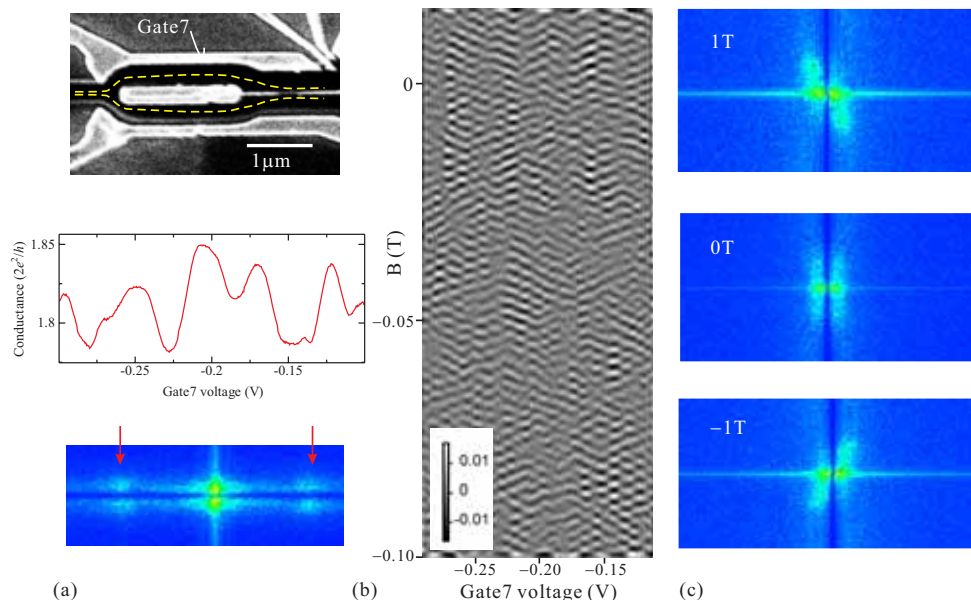 Gate7
1μm
Conductance (2e²/h)
1.85
1.8
-0.25
-0.2
-0.15
Gate7 voltage (V)
(a)
B (T)
0
−0.05
−0.10
0.01
0
-0.01
−0.25
−0.20
−0.15
Gate7 voltage (V)
(b)
1T
0T
−1T
(c)